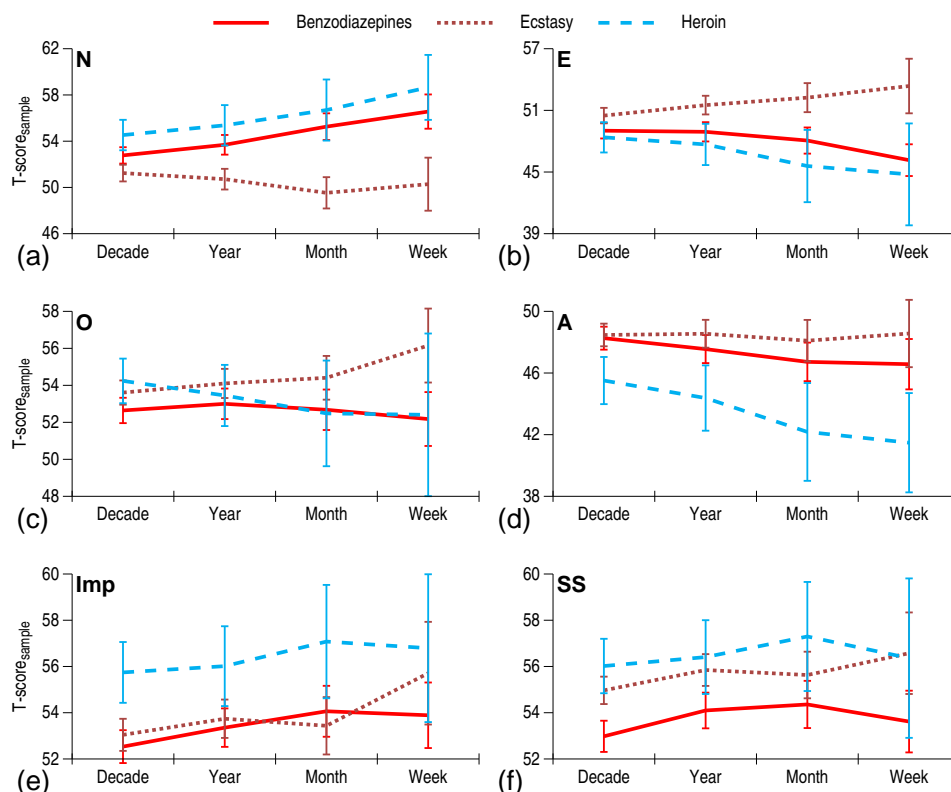 Benzodiazepines Ecstasy Heroin
N
62
58
54
50
46
T-scoresample
Decade Year Month Week
(a)
E
57
51
45
39
Decade Year Month Week
(b)
O
58
56
54
52
50
48
T-scoresample
Decade Year Month Week
(c)
A
50
46
42
38
Decade Year Month Week
(d)
Imp
60
58
56
54
52
T-scoresample
Decade Year Month Week
(e)
SS
60
58
56
54
52
Decade Year Month Week
(f)